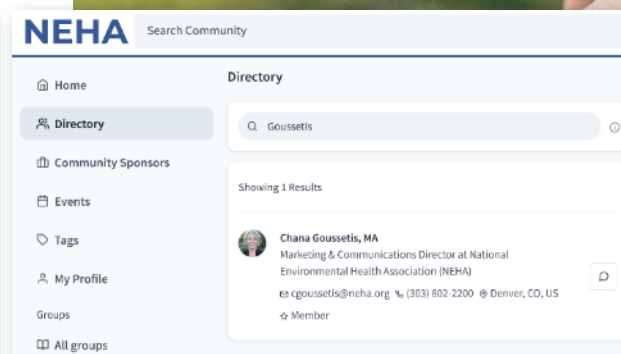 NEHA
Search Community
Home
Directory
Community Sponsors
Events
Tags
My Profile
Groups
All groups
Directory
Goussetis
Showing 1 Results
Chana Goussetis, MA
Marketing & Communications Director at National
Environmental Health Association (NEHA)
cgoussetis@neha.org (303) 802-2200 Denver, CO, US
Member